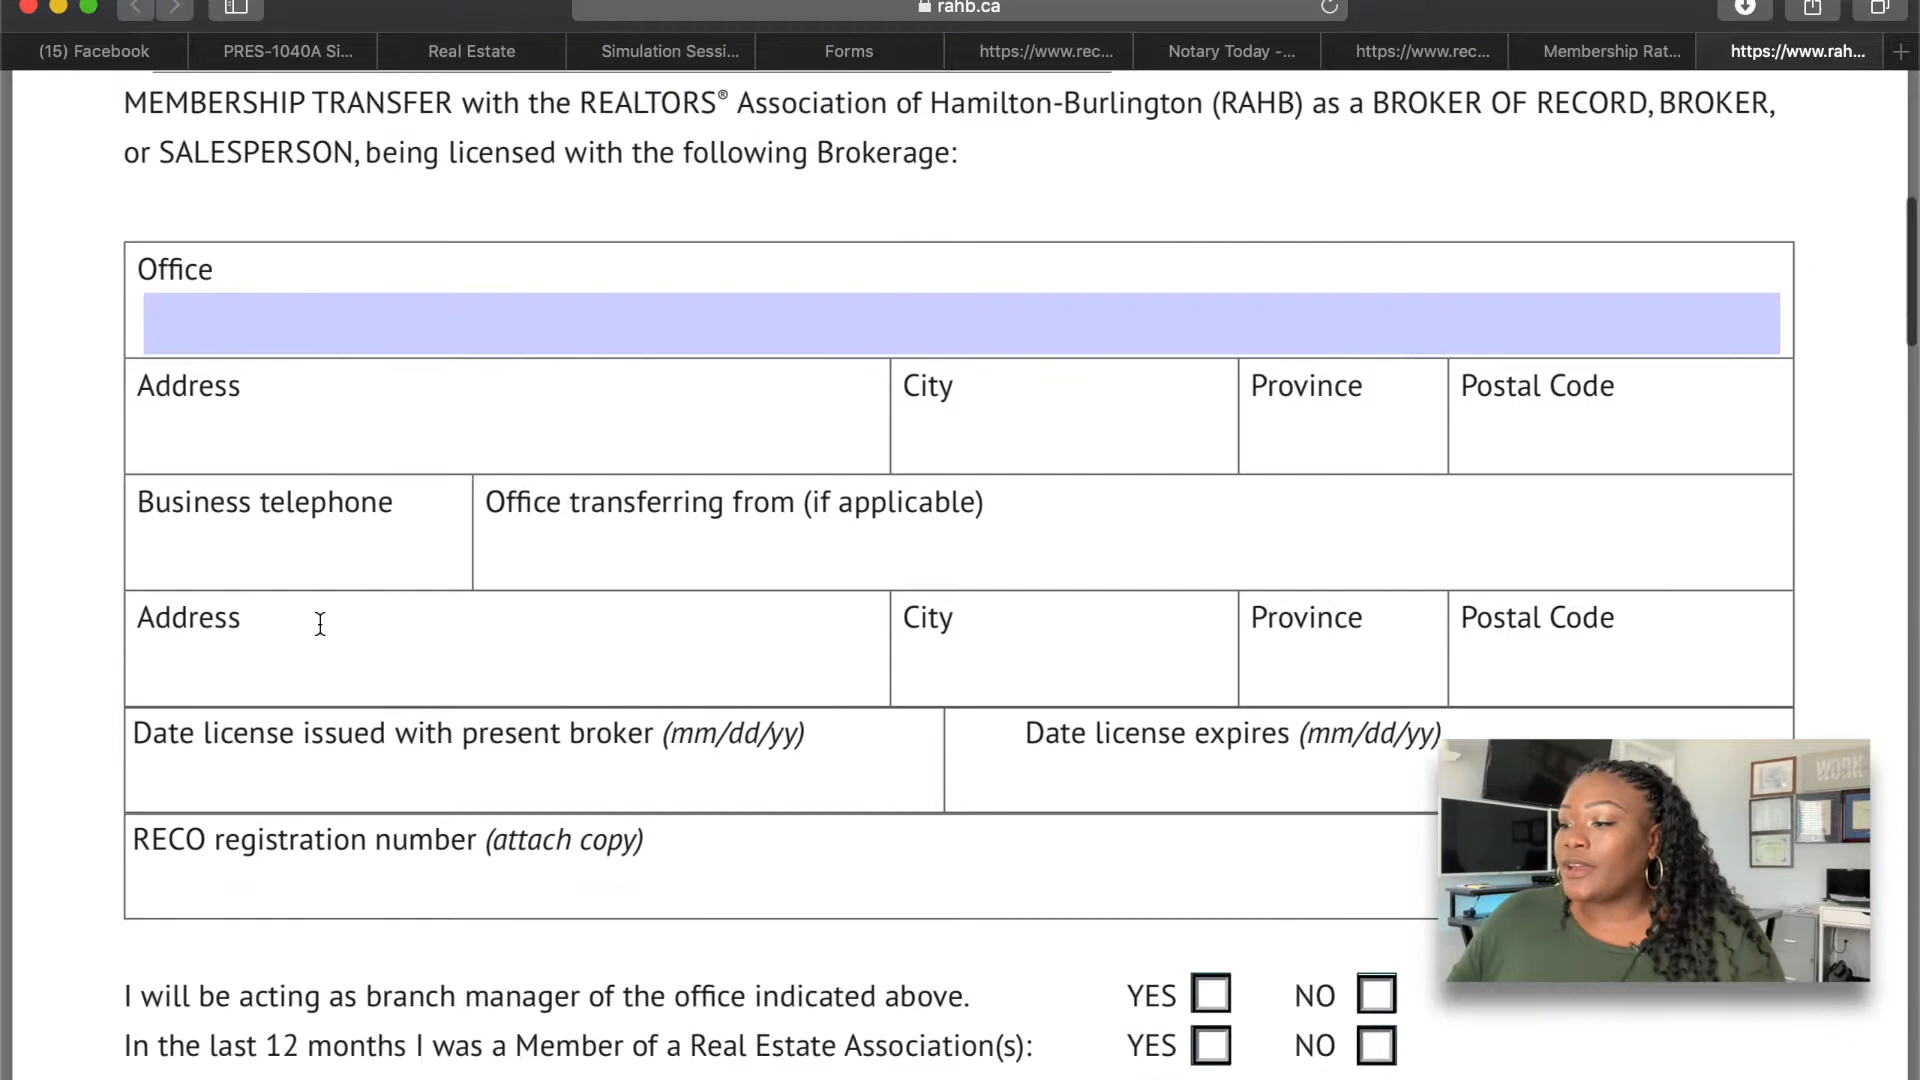 rahb.ca
(15) Facebook
PRES-1040A Si...
Real Estate
Simulation Sessi...
Forms
https://www.rec...
Notary Today -...
https://www.rec...
Membership Rat...
https://www.rah...
MEMBERSHIP TRANSFER with the REALTORS® Association of Hamilton-Burlington (RAHB) as a BROKER OF RECORD, BROKER,
or SALESPERSON, being licensed with the following Brokerage:
Office
Address
City
Province
Postal Code
Business telephone
Office transferring from (if applicable)
Address
City
Province
Postal Code
Date license issued with present broker (mm/dd/yy)
Date license expires (mm/dd/yy)
RECO registration number (attach copy)
I will be acting as branch manager of the office indicated above. YES NO
In the last 12 months I was a Member of a Real Estate Association(s): YES NO